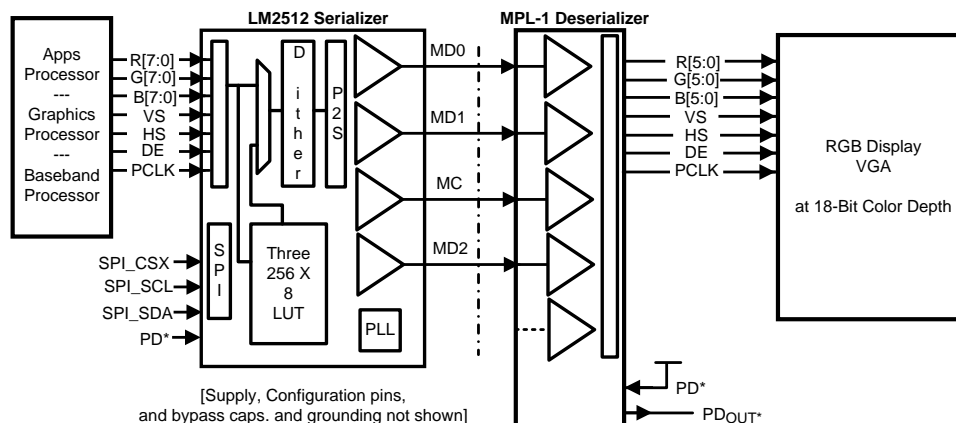 LM2512 Serializer
MPL-1 Deserializer
Apps
Processor
---
Graphics
Processor
---
Baseband
Processor
R[7:0]
G[7:0]
B[7:0]
VS
HS
DE
PCLK
SPI_CSX
SPI_SCL
SPI_SDA
PD*
SPI
Three
256 X
8
LUT
Dither
P2S
PLL
MD0
MD1
MC
MD2
R[5:0]
G[5:0]
B[5:0]
VS
HS
DE
PCLK
RGB Display
VGA
at 18-Bit Color Depth
PD*
PDOUT*
[Supply, Configuration pins,
and bypass caps. and grounding not shown]